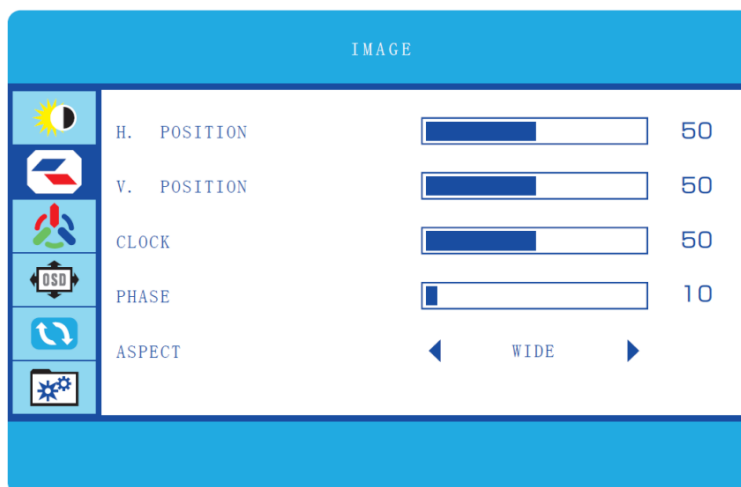 IMAGE
H. POSITION 50
V. POSITION 50
CLOCK 50
OSD
PHASE 10
ASPECT WIDE